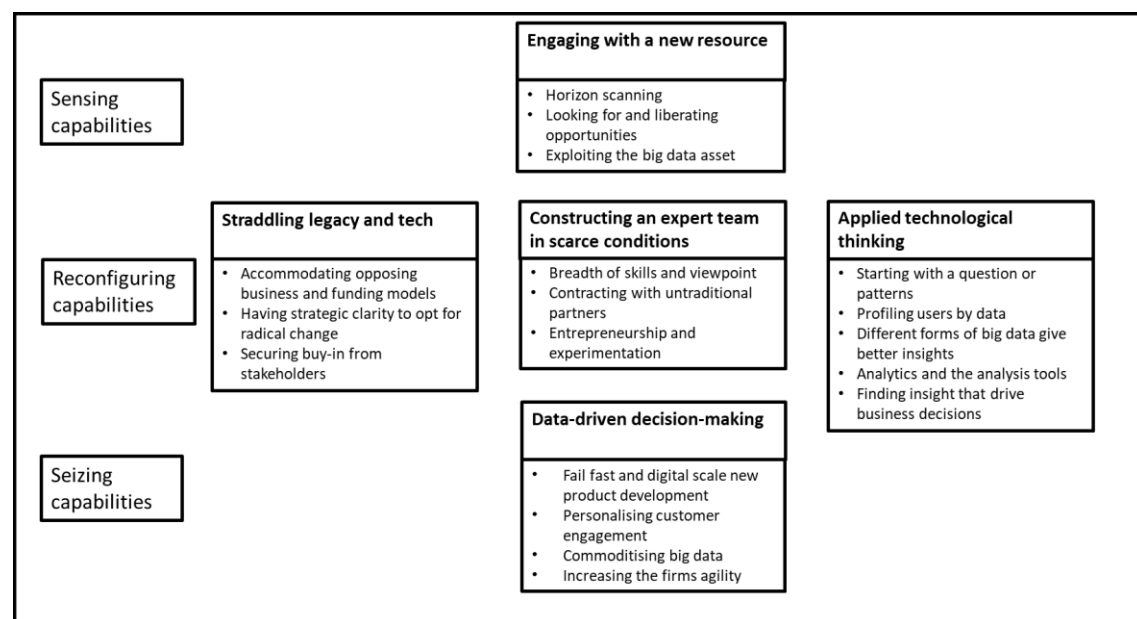 Engaging with a new resource
Sensing
capabilities
• Horizon scanning
• Looking for and liberating
opportunities
• Exploiting the big data asset
Reconfiguring
capabilities
Straddling legacy and tech
• Accommodating opposing
business and funding models
• Having strategic clarity to opt for
radical change
• Securing buy-in from
stakeholders
Constructing an expert team
in scarce conditions
• Breadth of skills and viewpoint
• Contracting with untraditional
partners
• Entrepreneurship and
experimentation
Applied technological
thinking
• Starting with a question or
patterns
• Profiling users by data
• Different forms of big data give
better insights
• Analytics and the analysis tools
• Finding insight that drive
business decisions
Seizing
capabilities
Data-driven decision-making
• Fail fast and digital scale new
product development
• Personalising customer
engagement
• Commoditising big data
• Increasing the firms agility